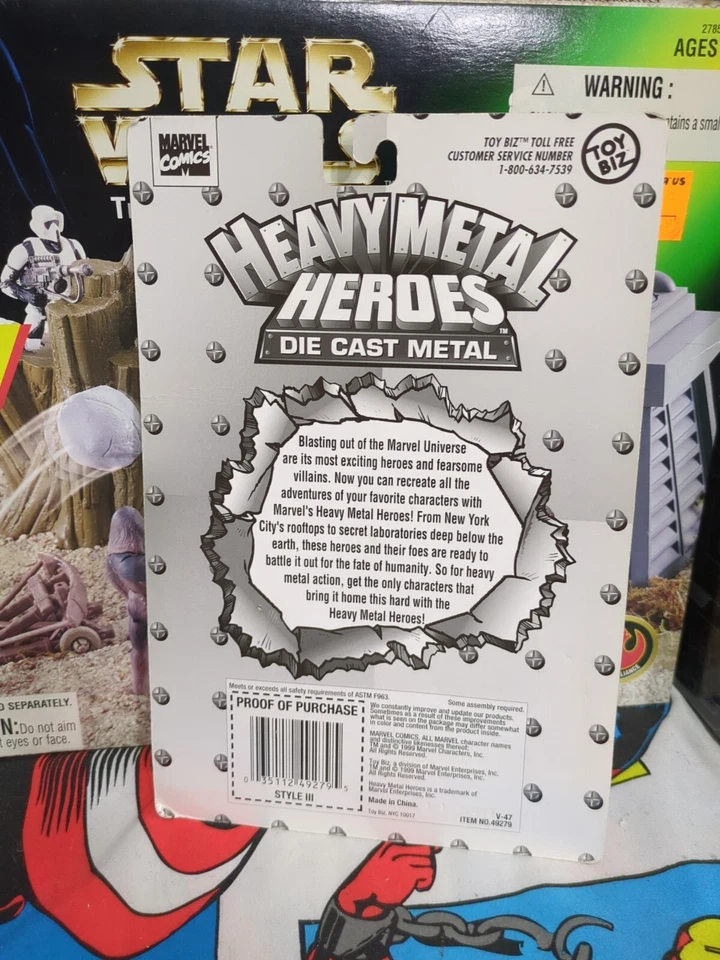 STAR
W S
T
2785
AGES
WARNING :
ntains a smal
R US
MARVEL
COMICS
M
TOY BIZ™ TOLL FREE
CUSTOMER SERVICE NUMBER
1-800-634-7539
TOY
BIZ
HEAVY METAL
HEROES™
DIE CAST METAL
Blasting out of the Marvel Universe
are its most exciting heroes and fearsome
villains. Now you can recreate all the
adventures of your favorite characters with
Marvel's Heavy Metal Heroes! From New York
City's rooftops to secret laboratories deep below the
earth, these heroes and their foes are ready to
battle it out for the fate of humanity. So for heavy
metal action, get the only characters that
bring it home this hard with the
Heavy Metal Heroes!
LIANCE
D SEPARATELY.
N: Do not aim
t eyes or face.
Meets or exceeds all safety requirements of ASTM F963.
Some assembly required.
PROOF OF PURCHASE
0 35112 49279 5
STYLE III
We constantly improve and update our products.
Sometimes as a result of these improvements
what is seen on the package may differ somewhat
in color and content from the product inside.
MARVEL COMICS, ALL MARVEL character names
and distinctive likenesses thereof:
TM and © 1999 Marvel Characters, Inc.
All Rights Reserved.
Toy Biz, a division of Marvel Enterprises, Inc.
TM and © 1999 Marvel Enterprises, Inc.
All Rights Reserved.
Heavy Metal Heroes is a trademark of
Marvel Enterprises, Inc.
Made in China.
Toy Biz, NYC 10017
V-47
ITEM NO.49279